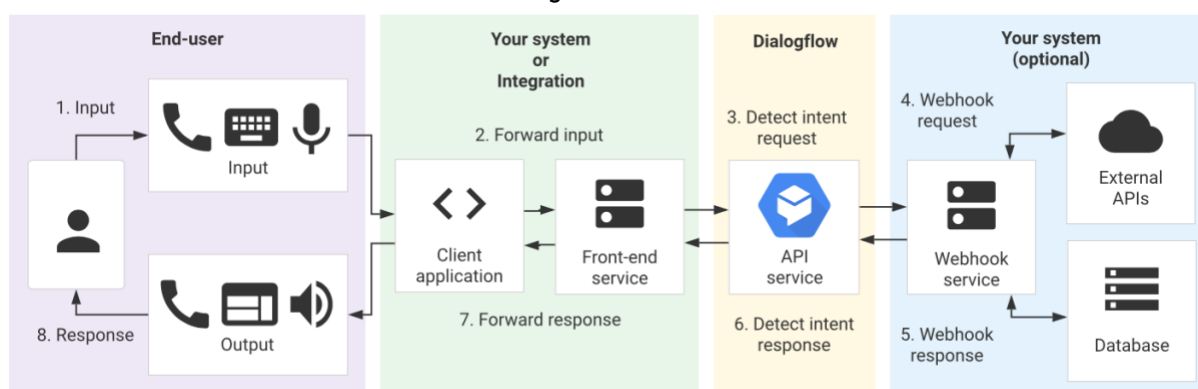 End-user
1. Input
Input
8. Response
Output
Your system
or
Integration
2. Forward input
Client
application
Front-end
service
7. Forward response
Dialogflow
3. Detect intent
request
API
service
6. Detect intent
response
Your system
(optional)
4. Webhook
request
External
APIs
Webhook
service
5. Webhook
response
Database